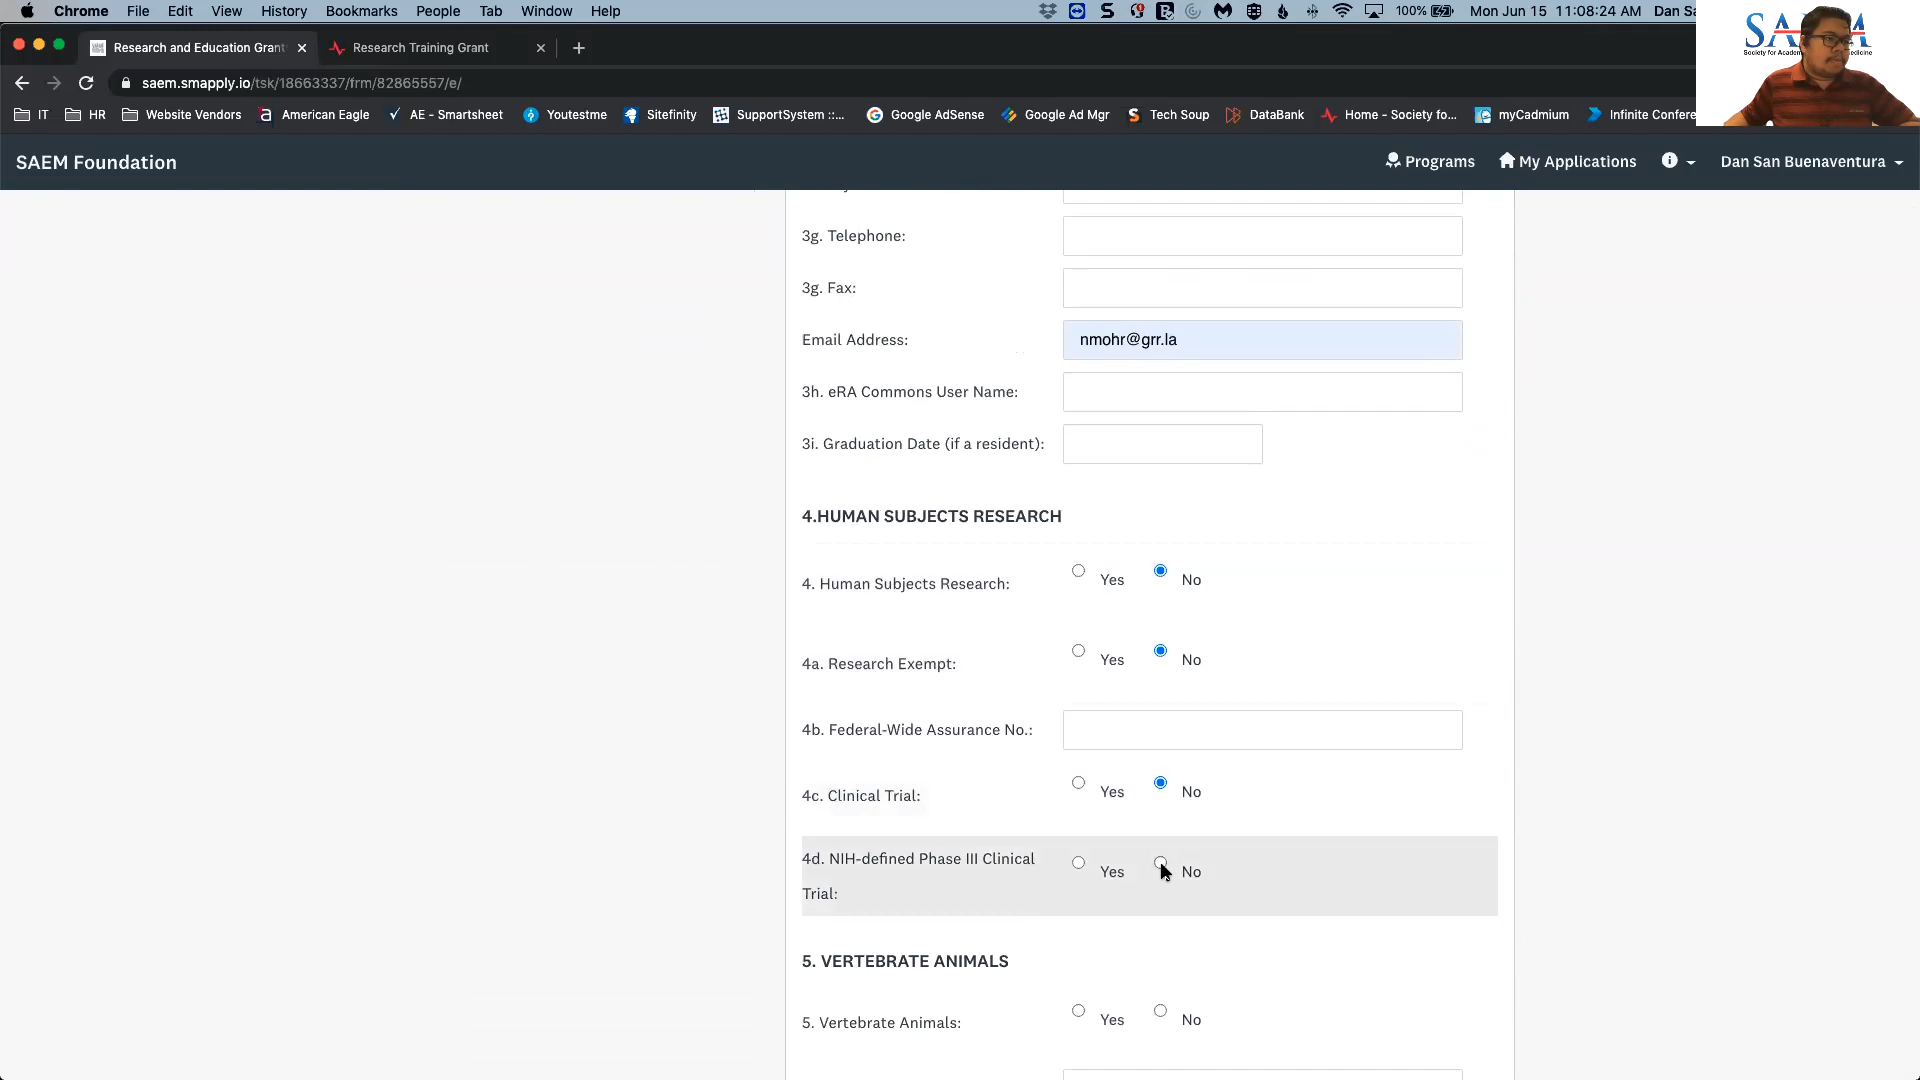 Chrome File Edit View History Bookmarks People Tab Window Help 100% Mon Jun 15 11:08:24 AM Dan Sa
Research and Education Grant
Research Training Grant
saem.smapply.io/tsk/18663337/frm/82865557/e/
IT HR Website Vendors American Eagle AE - Smartsheet Youtestme Sitefinity SupportSystem ::... Google AdSense Google Ad Mgr Tech Soup DataBank Home - Society fo... myCadmium Infinite Confere
SAEM Foundation Programs My Applications Dan San Buenaventura
3g. Telephone:
3g. Fax:
Email Address: nmohr@grr.la
3h. eRA Commons User Name:
3i. Graduation Date (if a resident):
4.HUMAN SUBJECTS RESEARCH
4. Human Subjects Research: Yes No
4a. Research Exempt: Yes No
4b. Federal-Wide Assurance No.:
4c. Clinical Trial: Yes No
4d. NIH-defined Phase III Clinical
Trial: Yes No
5. VERTEBRATE ANIMALS
5. Vertebrate Animals: Yes No